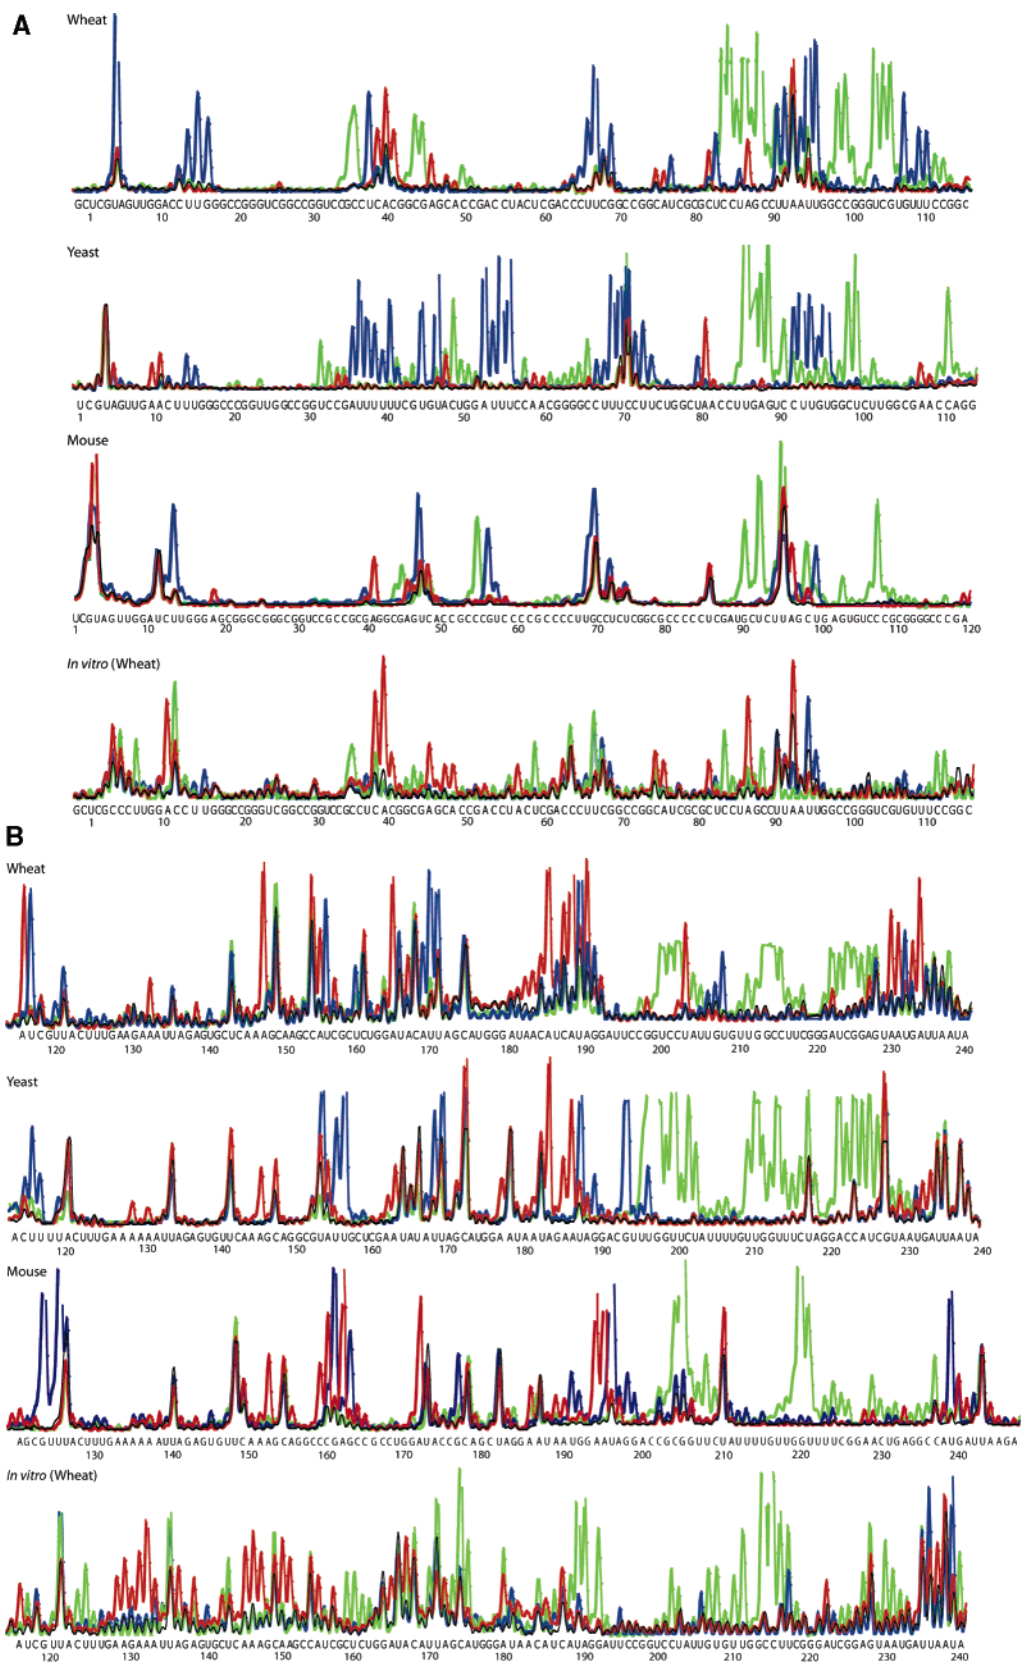 A
Wheat
GCUCGUAGUUGGACCUUGGGCCGGGUCGGCCGGUCCGCCUCACGGCGAGCACCGACCUACUCGACCCUUCGGCCGGCAUCGCGCUCCUAGCCUUAAUUGGCCGGGUCGUGUUUCCGGC
1 10 20 30 40 50 60 70 80 90 100 110
Yeast
UCGUAGUUGAACUUUGGGCCCGGUUGGCCGGUCCGAUUUUUUCGUGUACUGGAUUUCCAACGGGGCCUUUCCUUCUGGCUAACCUUGAGUCCUUGUGGCUCUUGGCGAACCAGG
1 10 20 30 40 50 60 70 80 90 100 110
Mouse
UCGUAGUUGGAUCUUGGGAGCGGGCGGGCGGUCCGCCGCGAGGCGAGUCACCGCCCGUCCCCGCCCCUUGCCUCUCGGCGCCCCCUCGAUGCUCUUAGCUGAGUGUCCCGCGGGGCCCGA
1 10 20 30 40 50 60 70 80 90 100 110 120
In vitro (Wheat)
GCUCGCCCUUGGACCUUGGGCCGGGUCGGCCGGUCCGCCUCACGGCGAGCACCGACCUACUCGACCCUUCGGCCGGCAUCGCGCUCCUAGCCUUAAUUGGCCGGGUCGUGUUUCCGGC
1 10 20 30 40 50 60 70 80 90 100 110
B
Wheat
AUCGUUACUUUGAAGAAAUUAGAGUGCUCAAAGCAAGCCAUCGCUCUGGAUACAUUAGCAUGGGAUAACAUCAUAGGAUUCCGGUCCUAUUGUGUUGGCCUUCGGGAUCGGAGUAAUGAUUAAUA
120 130 140 150 160 170 180 190 200 210 220 230 240
Yeast
ACUUUUUACUUUGAAAAAAUUAGAGUGUUCAAAGCAGGCGUAUUGCUCGAAUAUAUUAGCAUGGAAUAAUAGAAUAGGACGUUUGGUUCUAUUUUGUUGGUUUCUAGGACCAUCGUAAUGAUUAAUA
120 130 140 150 160 170 180 190 200 210 220 230 240
Mouse
AGCGUUUACUUUGAAAAAAUUAGAGUGUUCAAAGCAGGCCCGAGCCGCCUGGAUACCGCAGCUAGGAAUAAUGGAAUAGGACCGCGGUUCUAUUUUGUUGGUUUUCGGAACUGAGGCCAUGAUUAAGA
130 140 150 160 170 180 190 200 210 220 230 240
In vitro (Wheat)
AUCGUUACUUUGAAGAAAUUAGAGUGCUCAAAGCAAGCCAUCGCUCUGGAUACAUUAGCAUGGGAUAACAUCAUAGGAUUCCGGUCCUAUUGUGUUGGCCUUCGGGAUCGGAGUAAUGAUUAAUA
120 130 140 150 160 170 180 190 200 210 220 230 240